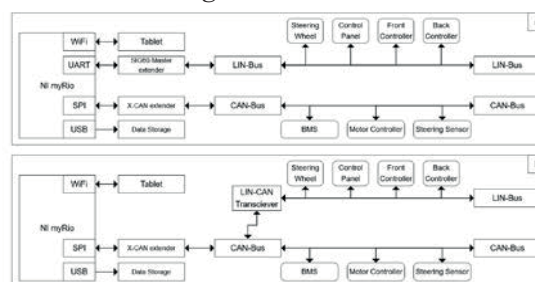 Steering Wheel
Control Panel
Front Controller
Back Controller
WiFi
Tablet
UART
Master extender
LIN-Bus
LIN-Bus
NI myRio
SPI
X-CAN extender
CAN-Bus
CAN-Bus
USB
Data Storage
BMS
Motor Controller
Steering Sensor
Steering Wheel
Control Panel
Front Controller
Back Controller
WiFi
Tablet
LIN-CAN
Transciever
LIN-Bus
NI myRio
SPI
X-CAN extender
CAN-Bus
CAN-Bus
USB
Data Storage
BMS
Motor Controller
Steering Sensor